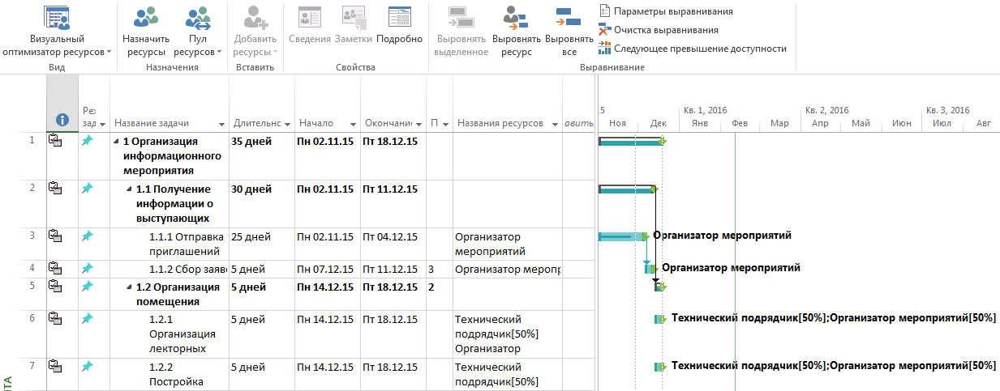 Визуальный
оптимизатор ресурсов
Назначить
ресурсы
Пул
ресурсов
Добавить
ресурсы
Сведения
Заметки
Подробно
Выровнять
выделенное
Выровнять
ресурс
Выровнять
все
Параметры выравнивания
Очистка выравнивания
Следующее превышение доступности
Вид
Назначения
Вставить
Свойства
Выравнивание
Реж
зад
Название задачи
Длительнс
Начало
Окончание
П
Названия ресурсов
авить
15
Кв. 1, 2016
Кв. 2, 2016
Кв. 3, 2016
Ноя
Дек
Янв
Фев
Мар
Апр
Май
Июн
Июл
Авг
1
1 Организация
информационного
мероприятия
35 дней
Пн 02.11.15
Пт 18.12.15
2
1.1 Получение
информации о
выступающих
30 дней
Пн 02.11.15
Пт 11.12.15
3
1.1.1 Отправка
приглашений
25 дней
Пн 02.11.15
Пт 04.12.15
Организатор
мероприятий
Организатор мероприятий
4
1.1.2 Сбор заяво
5 дней
Пн 07.12.15
Пт 11.12.15
3
Организатор меропр
Организатор мероприятий
5
1.2 Организация
помещения
5 дней
Пн 14.12.15
Пт 18.12.15
2
6
1.2.1
Организация
лекторных
5 дней
Пн 14.12.15
Пт 18.12.15
Технический
подрядчик[50%]
Организатор
Технический подрядчик[50%];Организатор мероприятий[50%]
7
1.2.2
Постройка
5 дней
Пн 14.12.15
Пт 18.12.15
Технический
подрядчик[50%]
Технический подрядчик[50%];Организатор мероприятий[50%]
НТА